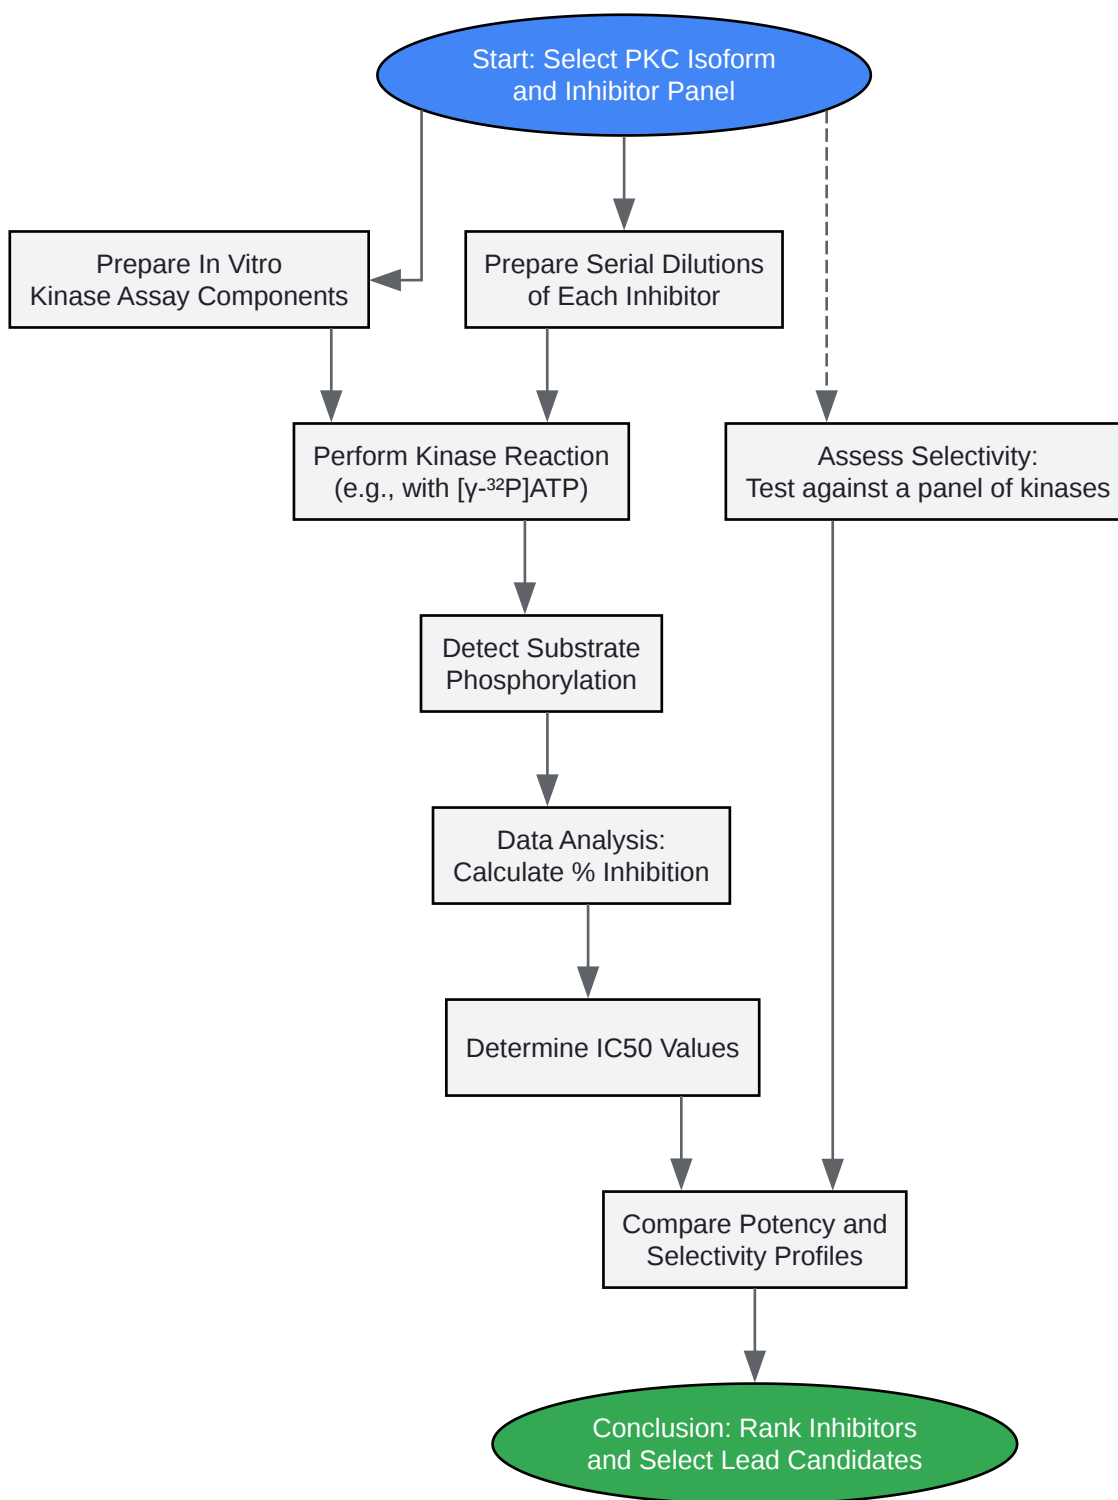 Start: Select PKC Isoform
and Inhibitor Panel
Prepare In Vitro
Kinase Assay Components
Prepare Serial Dilutions
of Each Inhibitor
Perform Kinase Reaction
(e.g., with [γ-³²P]ATP)
Assess Selectivity:
Test against a panel of kinases
Detect Substrate
Phosphorylation
Data Analysis:
Calculate % Inhibition
Determine IC50 Values
Compare Potency and
Selectivity Profiles
Conclusion: Rank Inhibitors
and Select Lead Candidates